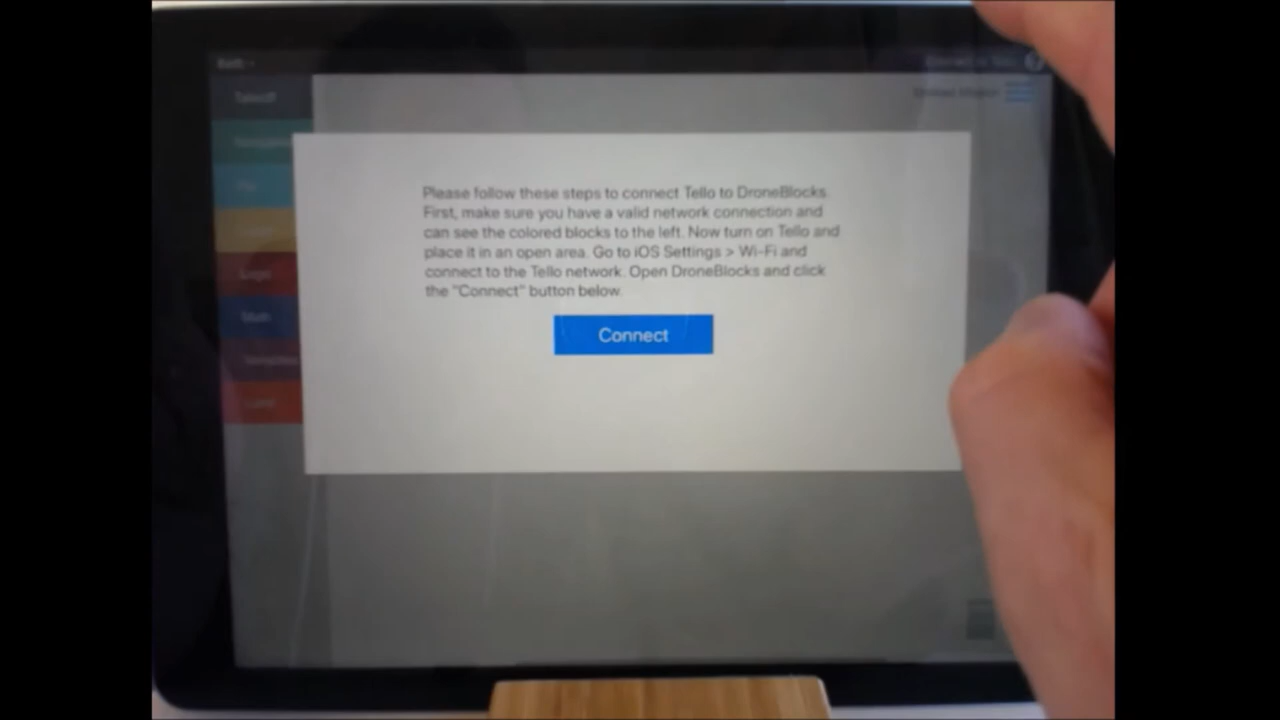 Takeoff
Please follow these steps to connect Tello to DroneBlocks.
First, make sure you have a valid network connection and
can see the colored blocks to the left. Now turn on Tello and
place it in an open area. Go to iOS Settings > Wi-Fi and
connect to the Tello network. Open DroneBlocks and click
the "Connect" button below.
Connect
Logic
Math